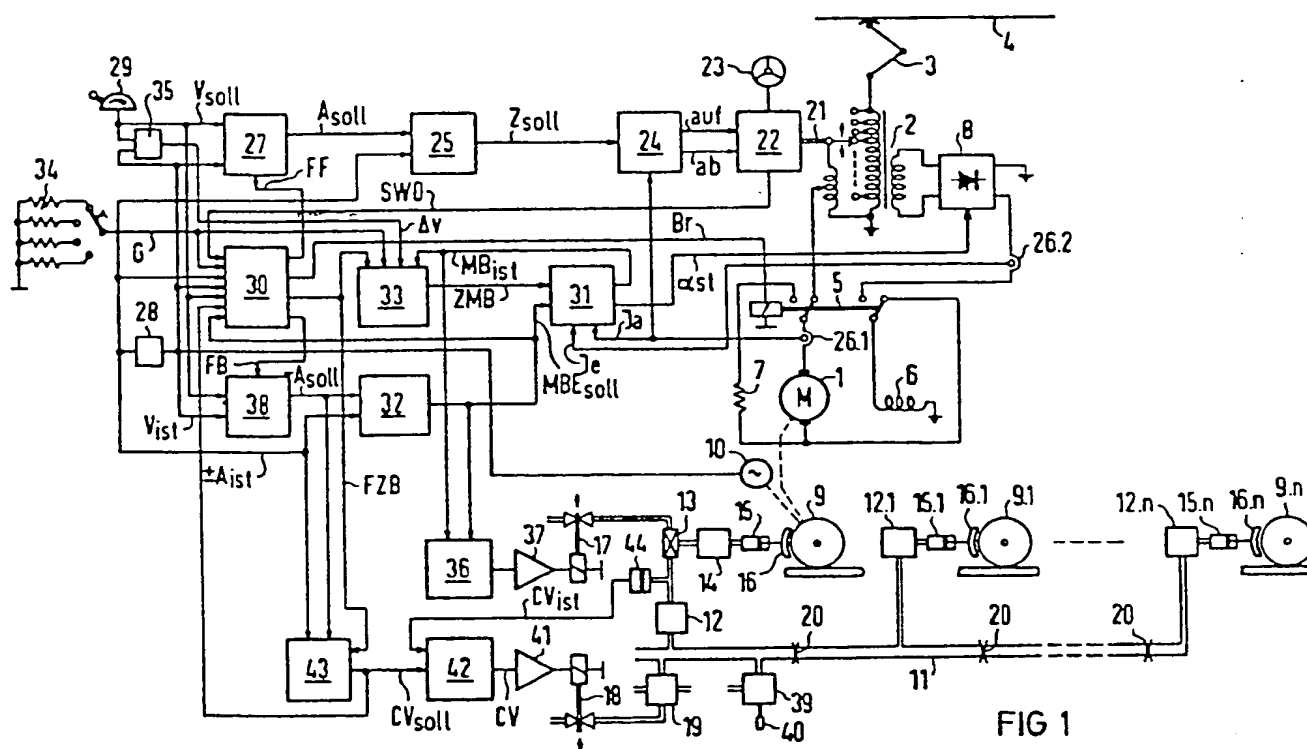 4
29
35
V_soll
23
3
A_soll
Z_soll
auf
21
2
8
27
25
24
22
ab
FF
34
SWO
Δv
Br
26.2
G
MB_ist
α_st
30
33
ZMB
31
5
28
Ja
26.1
FB
A_soll
Je
MBE_soll
7
1
M
6
38
32
V_ist
±A_ist
FZB
10
~
13
15
9
12.1
15.1
16.1
9.1
12.n
15.n
16.n
9.n
37
17
44
36
16
14
CV_ist
12
20
20
20
41
43
42
11
18
39
CV_soll
CV
19
40
FIG 1